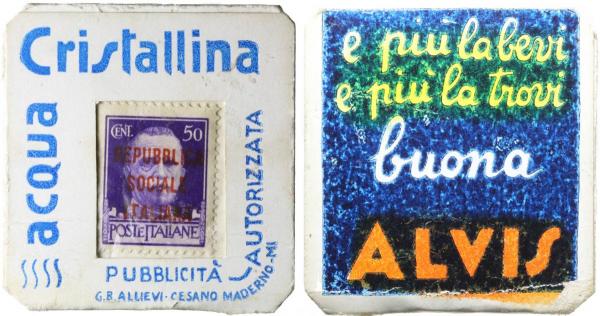 acqua
Cristallina
CENT. 50
REPUBBLICA
SOCIALE
ITALIANA
POSTE ITALIANE
PUBBLICITÀ
AUTORIZZATA
G.B. ALLIEVI - CESANO MADERNO - MI
e più la bevi
e più la trovi
buona
ALVIS